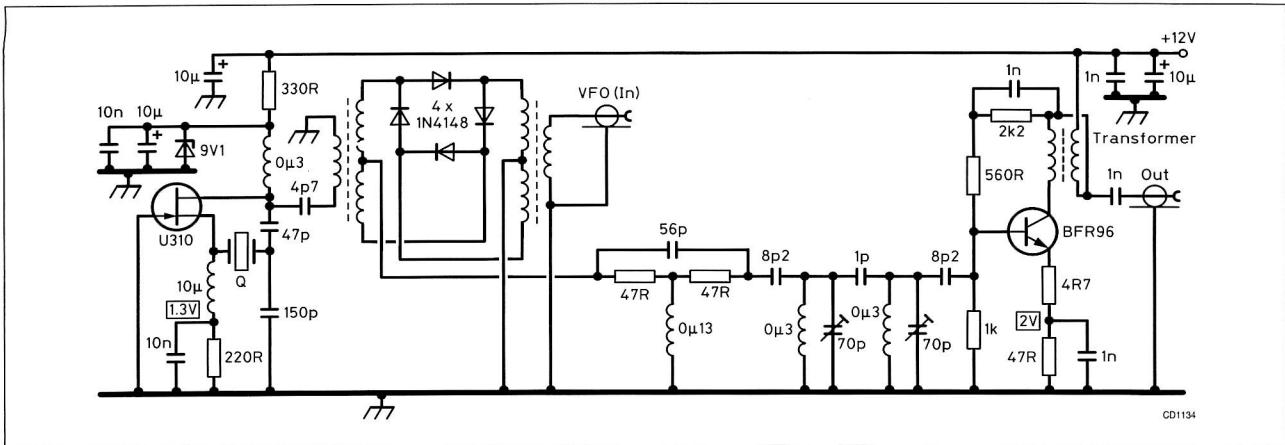 +12V
10μ
+
330R
10n
10μ
+
9V1
0μ3
4p7
U310
47p
Q
10μ
1.3V
10n
220R
150p
4 x
1N4148
VFO (In)
56p
47R
47R
0μ13
8p2
0μ3
70p
1p
0μ3
70p
8p2
1n
2k2
560R
1k
BFR96
4R7
2V
47R
1n
1n
10μ
+
Transformer
1n
Out
CD1134